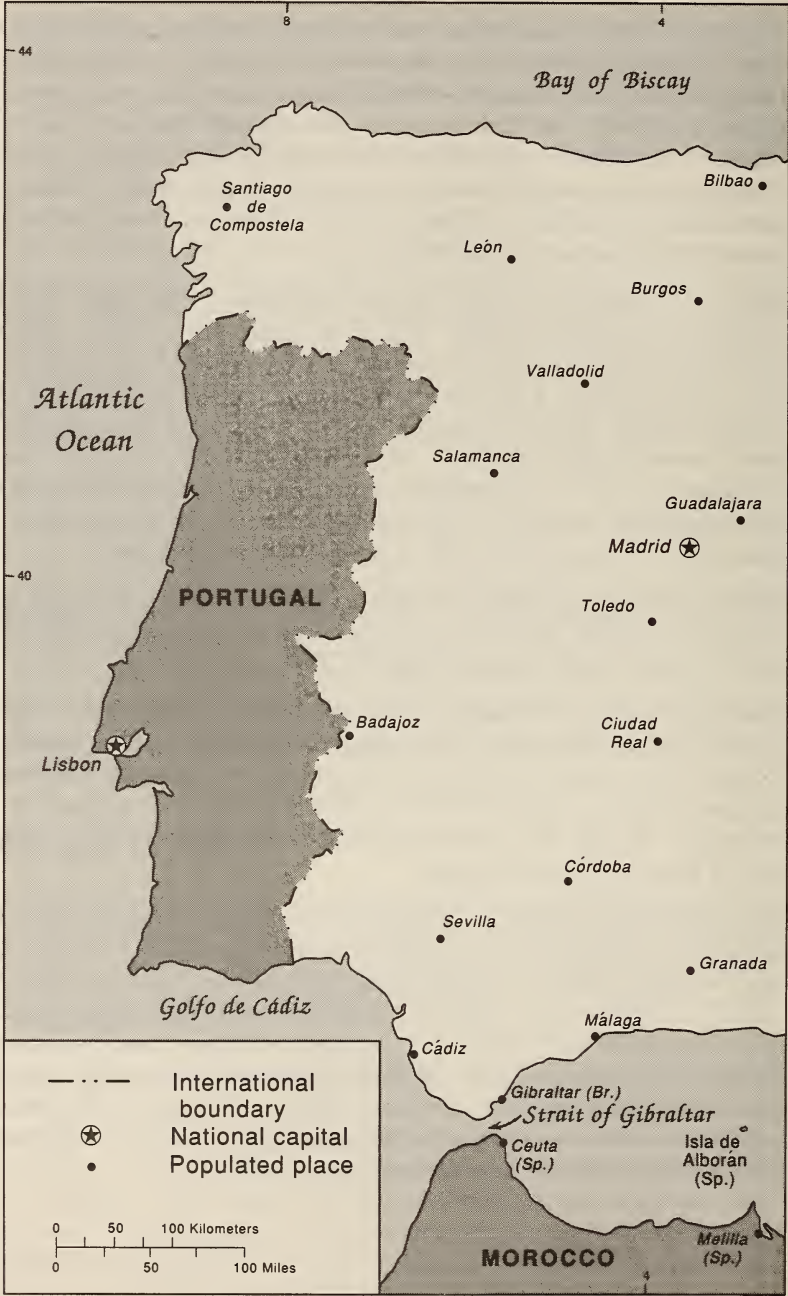 8
4
44
Bay of Biscay
Bilbao
Santiago
de
Compostela
León
Burgos
Valladolid
Atlantic
Ocean
Salamanca
Guadalajara
Madrid
40
PORTUGAL
Toledo
Badajoz
Ciudad
Real
Lisbon
Córdoba
Sevilla
Granada
Golfo de Cádiz
Málaga
Cádiz
Gibraltar (Br.)
Strait of Gibraltar
Ceuta
(Sp.)
Isla de
Alborán
(Sp.)
Melilla
(Sp.)
MOROCCO
4
International
boundary
National capital
Populated place
0 50 100 Kilometers
0 50 100 Miles